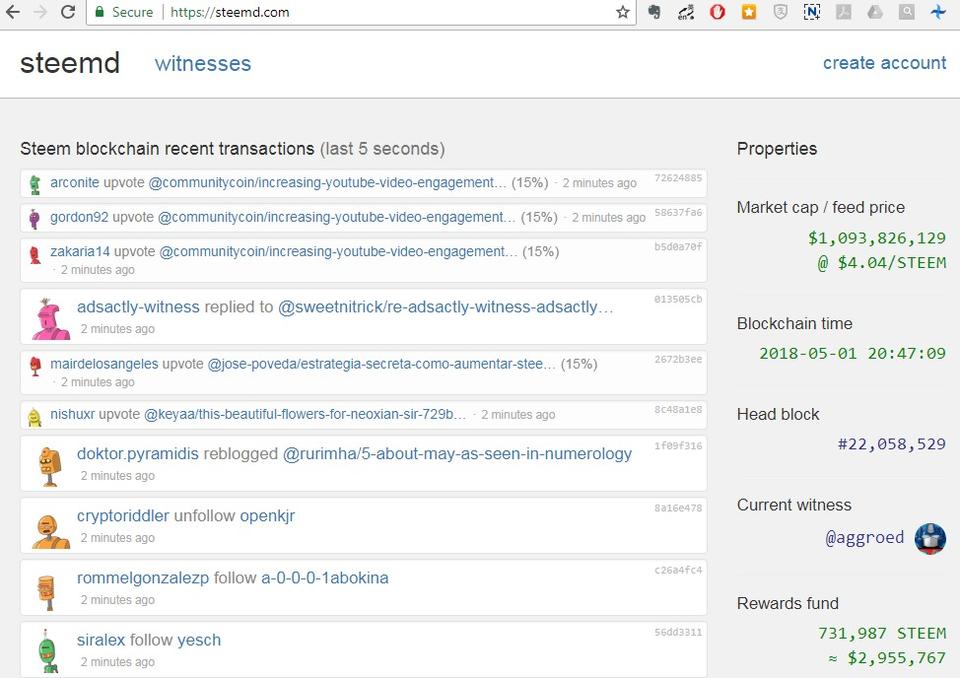 Secure https://steemd.com
steemd witnesses create account
Steem blockchain recent transactions (last 5 seconds)
arconite upvote @communitycoin/increasing-youtube-video-engagement… (15%) · 2 minutes ago 72624885
gordon92 upvote @communitycoin/increasing-youtube-video-engagement… (15%) · 2 minutes ago 58637fa6
zakaria14 upvote @communitycoin/increasing-youtube-video-engagement… (15%) b5d0a70f
· 2 minutes ago
adsactly-witness replied to @sweetnitrick/re-adsactly-witness-adsactly… 013505cb
2 minutes ago
mairdelosangeles upvote @jose-poveda/estrategia-secreta-como-aumentar-stee… (15%) 2672b3ee
· 2 minutes ago
nishuxr upvote @keyaa/this-beautiful-flowers-for-neoxian-sir-729b… · 2 minutes ago 8c48a1e8
doktor.pyramidis reblogged @rurimha/5-about-may-as-seen-in-numerology 1f09f316
2 minutes ago
cryptoriddler unfollow openkjr 8a16e478
2 minutes ago
rommelgonzalezp follow a-0-0-0-1abokina c26a4fc4
2 minutes ago
siralex follow yesch 56dd3311
2 minutes ago
Properties
Market cap / feed price
$1,093,826,129
@ $4.04/STEEM
Blockchain time
2018-05-01 20:47:09
Head block
#22,058,529
Current witness
@aggroed
Rewards fund
731,987 STEEM
≈ $2,955,767